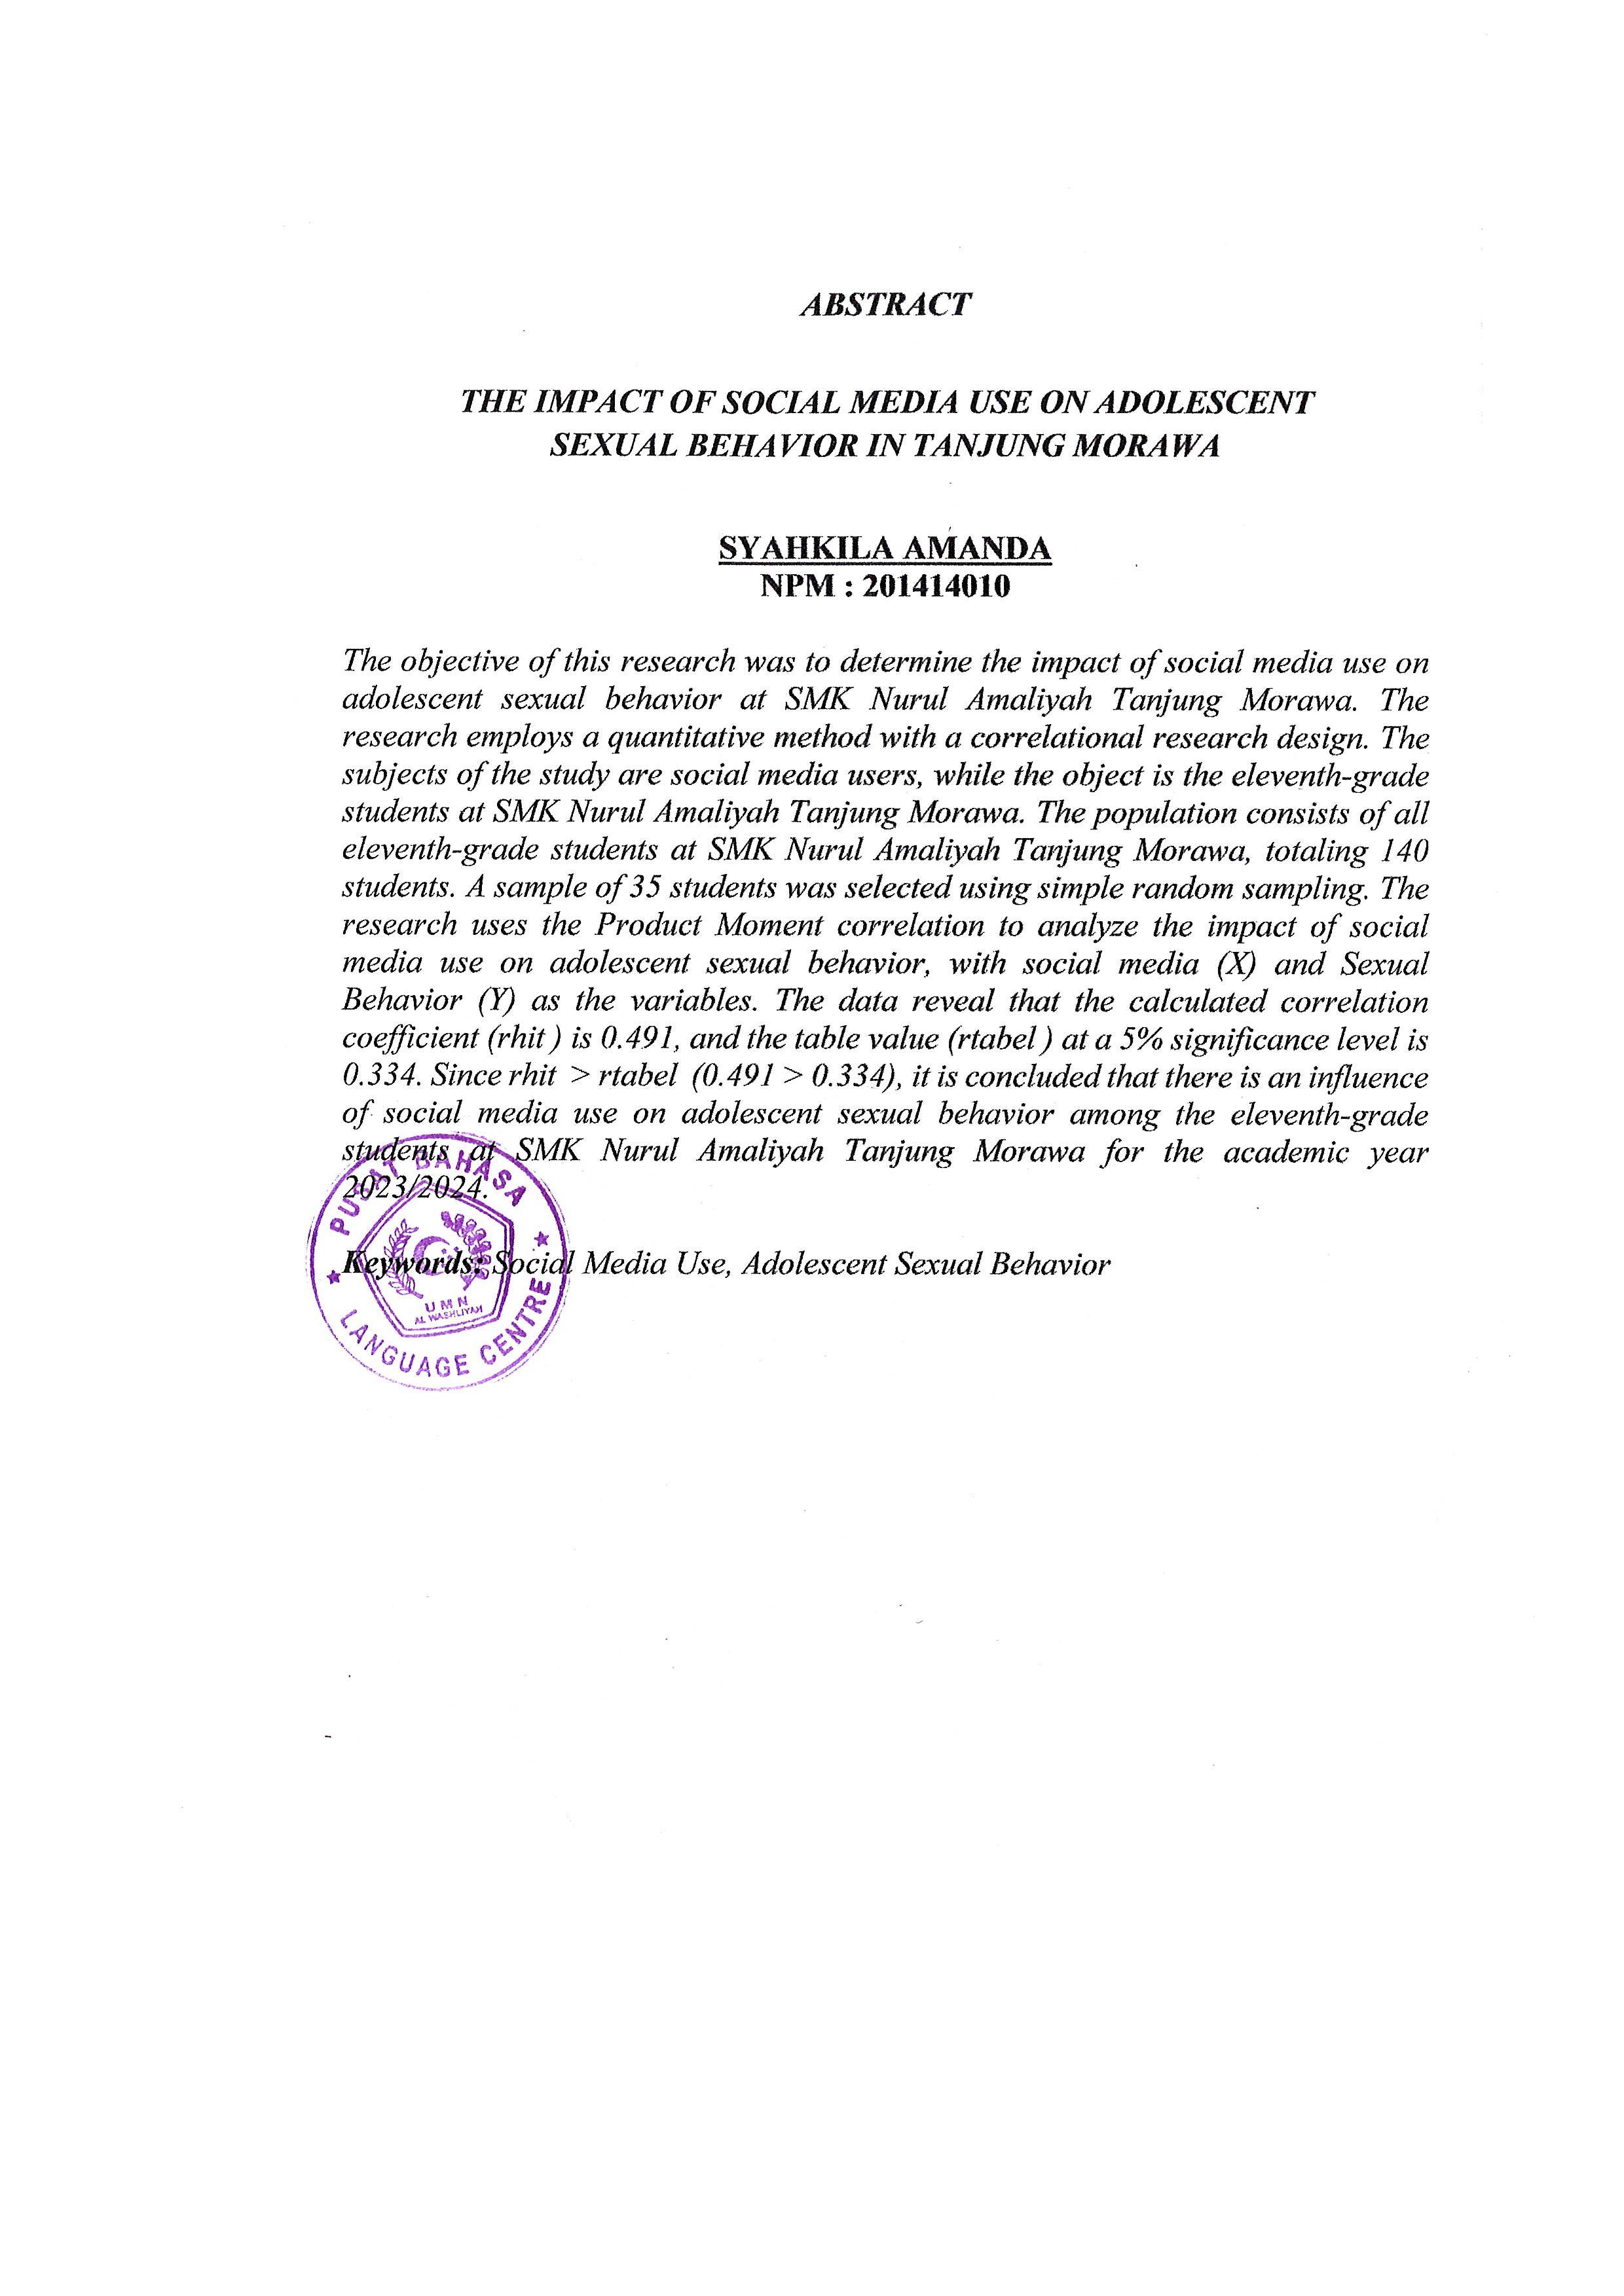 ABSTRACT
THE IMPACT OF SOCIAL MEDIA USE ON ADOLESCENT
SEXUAL BEHAVIOR IN TANJUNG MORAWA
SYAHKILA AMANDA
NPM : 201414010
The objective of this research was to determine the impact of social media use on
adolescent sexual behavior at SMK Nurul Amaliyah Tanjung Morawa. The
research employs a quantitative method with a correlational research design. The
subjects of the study are social media users, while the object is the eleventh-grade
students at SMK Nurul Amaliyah Tanjung Morawa. The population consists of all
eleventh-grade students at SMK Nurul Amaliyah Tanjung Morawa, totaling 140
students. A sample of 35 students was selected using simple random sampling. The
research uses the Product Moment correlation to analyze the impact of social
media use on adolescent sexual behavior, with social media (X) and Sexual
Behavior (Y) as the variables. The data reveal that the calculated correlation
coefficient (rhit ) is 0.491, and the table value (rtabel ) at a 5% significance level is
0.334. Since rhit > rtabel (0.491 > 0.334), it is concluded that there is an influence
of social media use on adolescent sexual behavior among the eleventh-grade
students at SMK Nurul Amaliyah Tanjung Morawa for the academic year
2023/2024.
Keywords: Social Media Use, Adolescent Sexual Behavior
PUSAT BAHASA
UMN
AL WASHLIYAH
LANGUAGE CENTRE